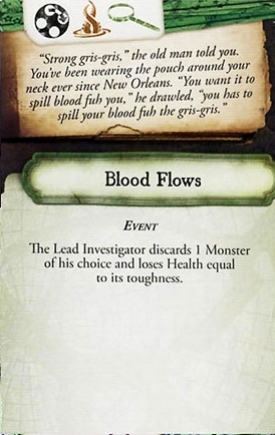 "Strong gris-gris," the old man told you.
You've been wearing the pouch around your
neck ever since New Orleans. "You want it to
spill blood fuh you," he drawled, "you has to
spill your blood fuh the gris-gris."
Blood Flows
EVENT
The Lead Investigator discards 1 Monster
of his choice and loses Health equal
to its toughness.